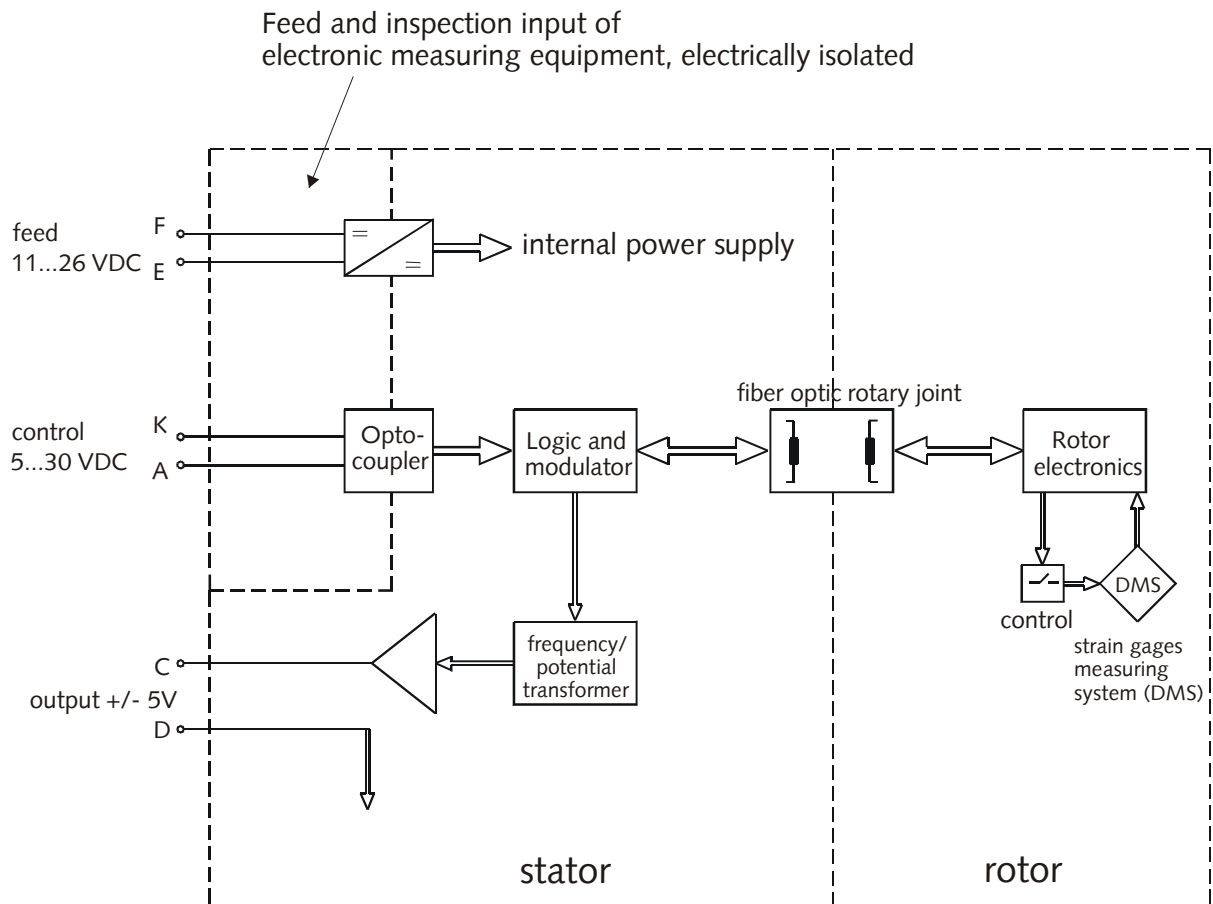 Feed and inspection input of
electronic measuring equipment, electrically isolated
feed
11...26 VDC
F
E
internal power supply
control
5...30 VDC
K
A
Opto-
coupler
Logic and
modulator
fiber optic rotary joint
Rotor
electronics
control
DMS
strain gages
measuring
system (DMS)
frequency/
potential
transformer
C
output +/- 5V
D
stator
rotor